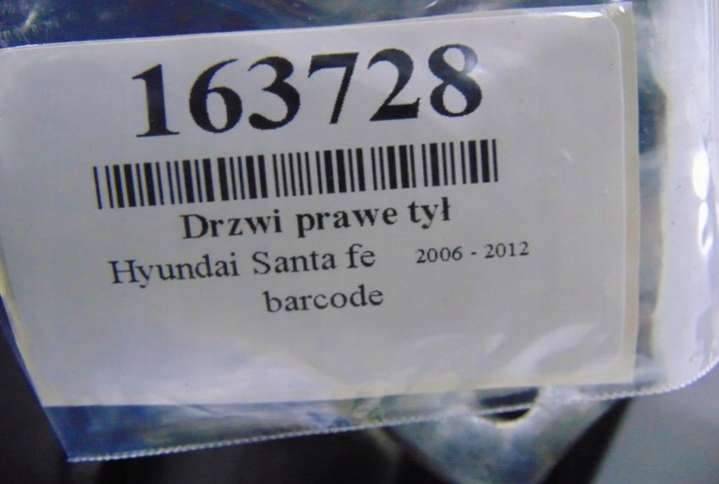 163728
Drzwi prawe tył
Hyundai Santa fe 2006 - 2012
barcode